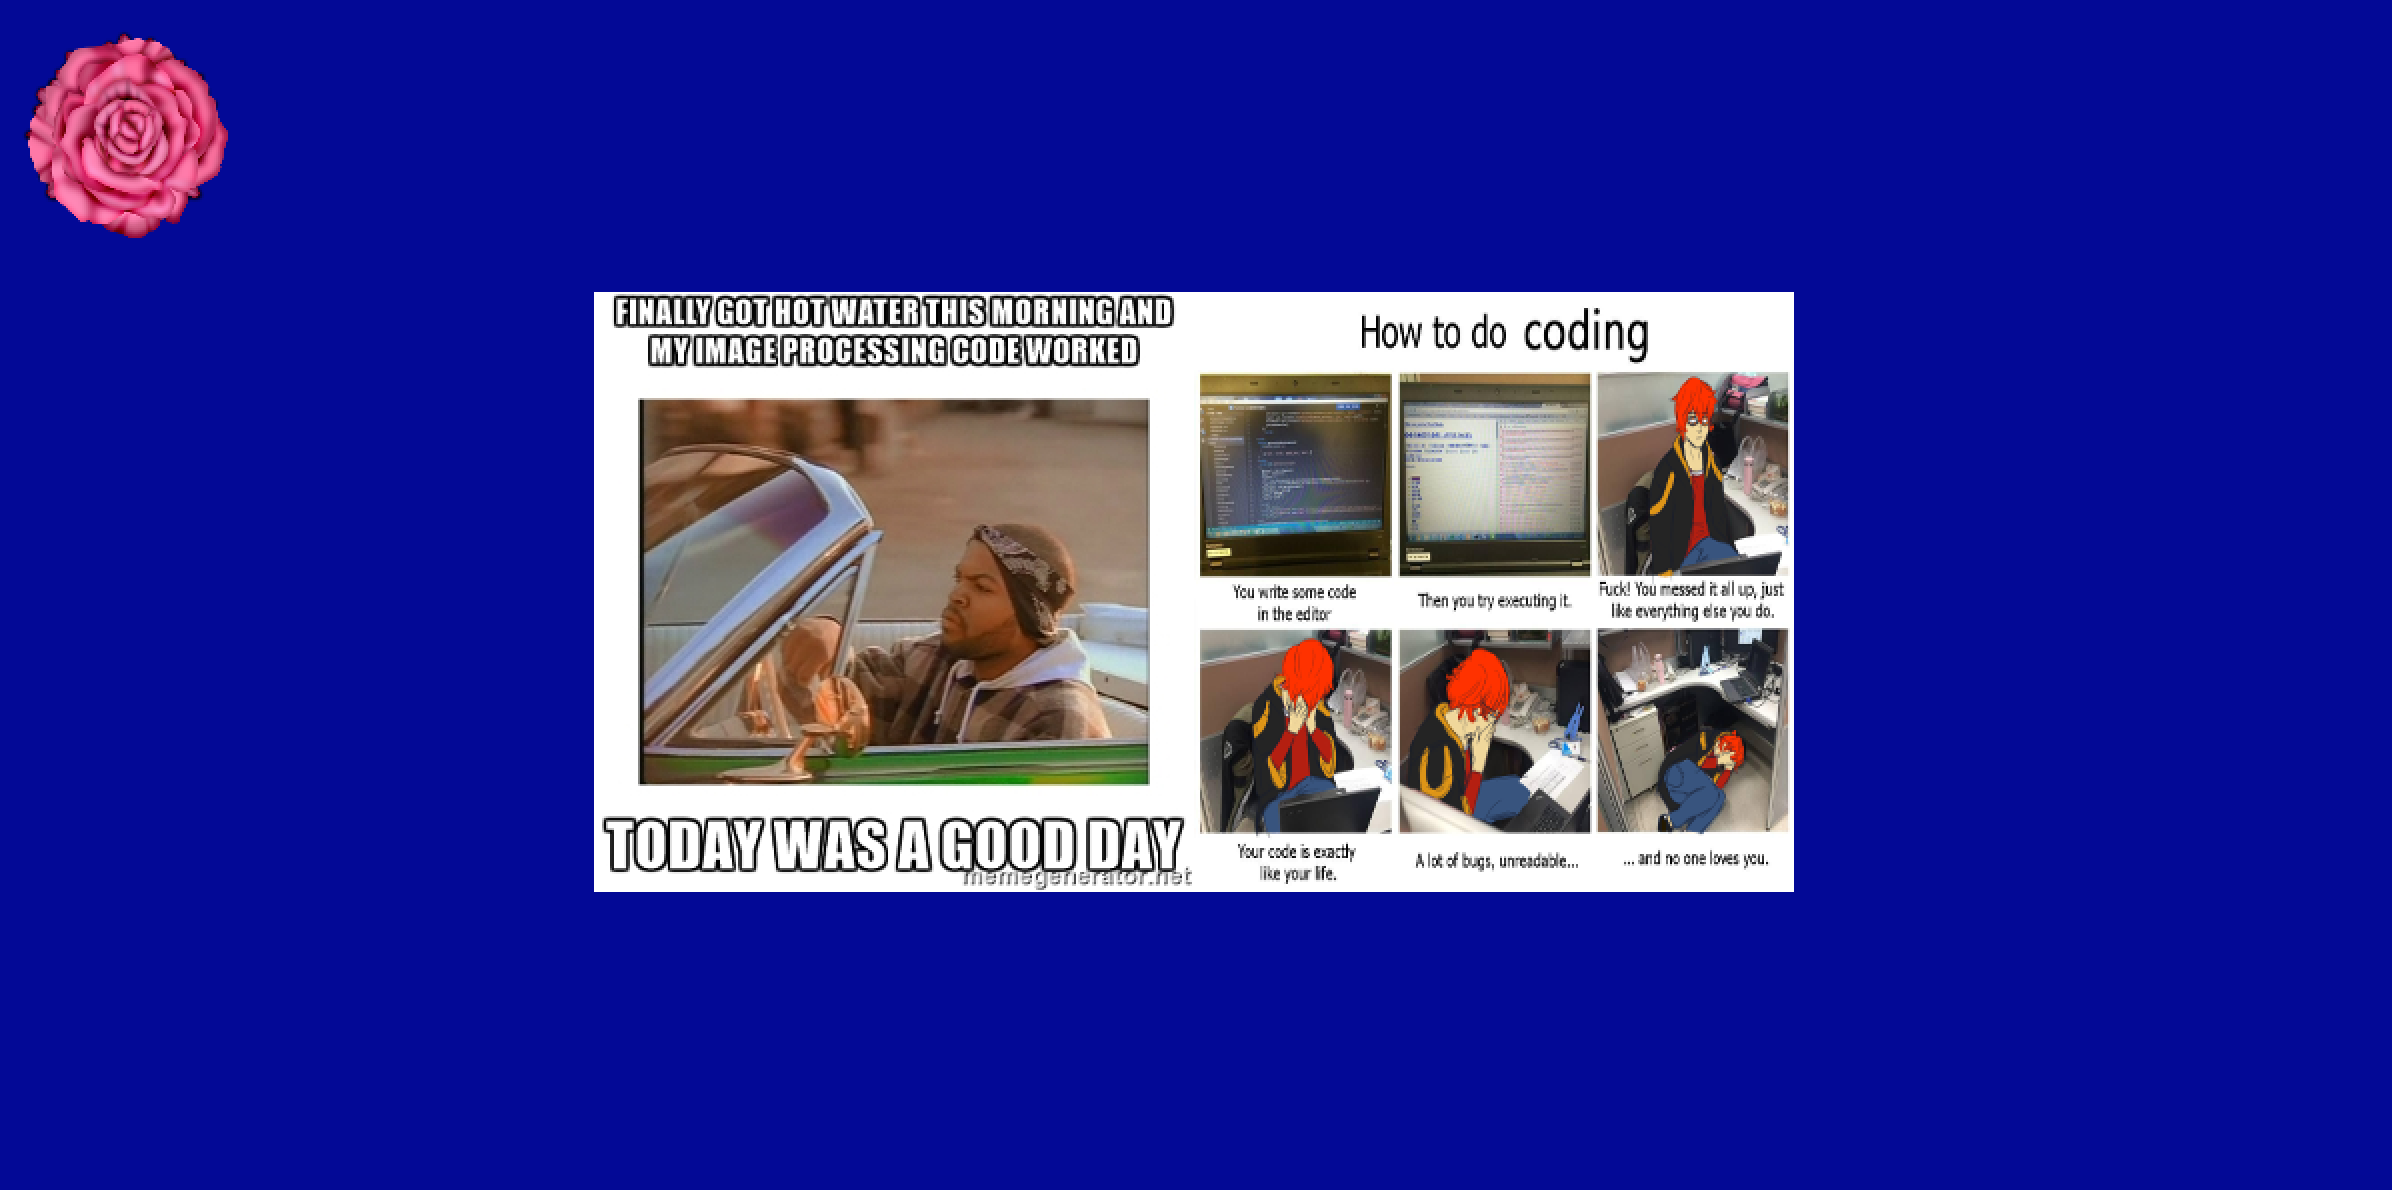 FINALLY GOT HOT WATER THIS MORNING AND
MY IMAGE PROCESSING CODE WORKED
TODAY WAS A GOOD DAY
memegenerator.net
How to do coding
You write some code
in the editor
Then you try executing it.
Fuck! You messed it all up, just
like everything else you do.
Your code is exactly
like your life.
A lot of bugs, unreadable...
... and no one loves you.